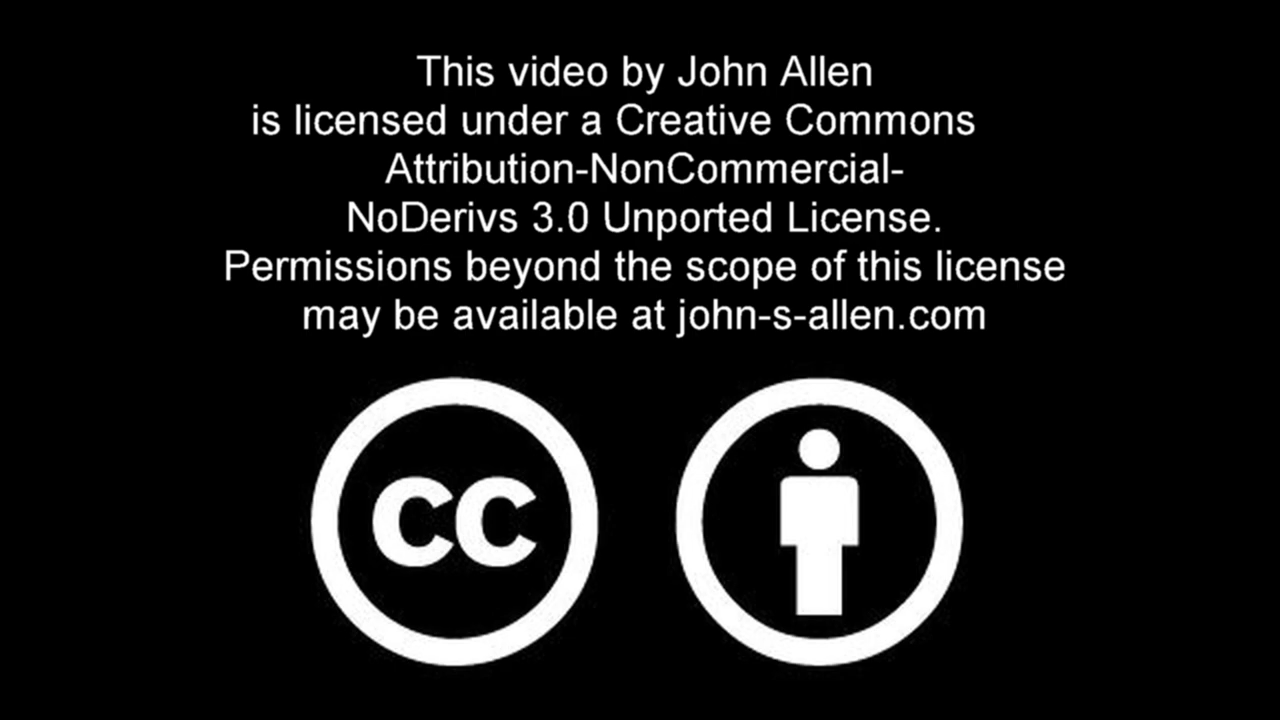 This video by John Allen
is licensed under a Creative Commons
Attribution-NonCommercial-
NoDerivs 3.0 Unported License.
Permissions beyond the scope of this license
may be available at john-s-allen.com
cc